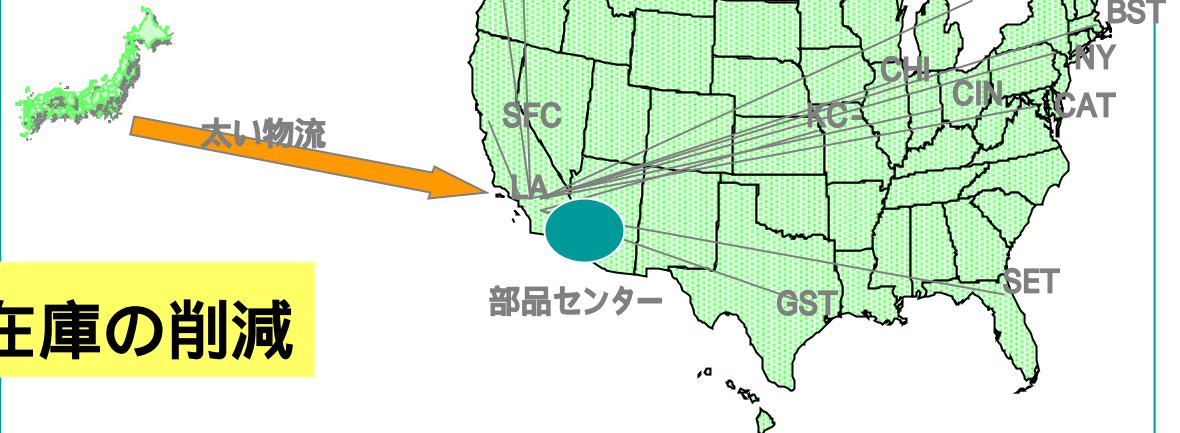 BST
NY
CHI
CIN
CAT
SFC
KC
太い物流
LA
SET
部品センター
GST
在庫の削減